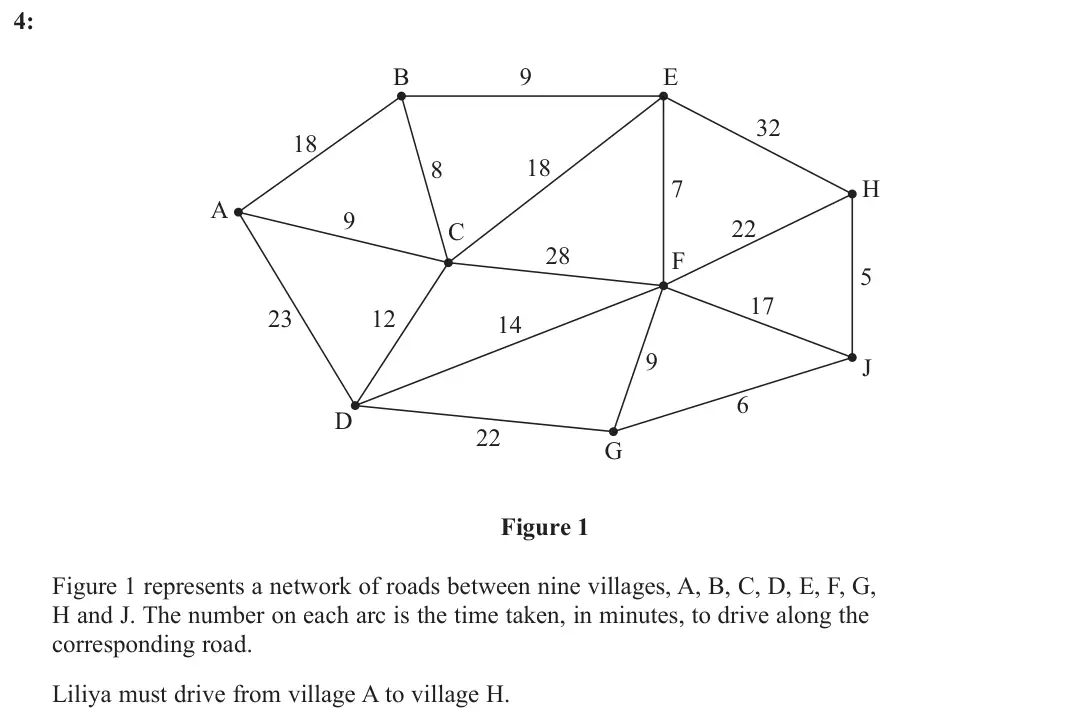 4:
B 9 E
18 32
8 18
7 H
A 9 C 22
28 F
5
23 12 14 17
9 J
6
D 22 G
Figure 1
Figure 1 represents a network of roads between nine villages, A, B, C, D, E, F, G,
H and J. The number on each arc is the time taken, in minutes, to drive along the
corresponding road.
Liliya must drive from village A to village H.